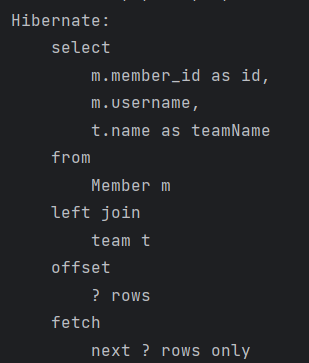 Hibernate:
select
m.member_id as id,
m.username,
t.name as teamName
from
Member m
left join
team t
offset
? rows
fetch
next ? rows only